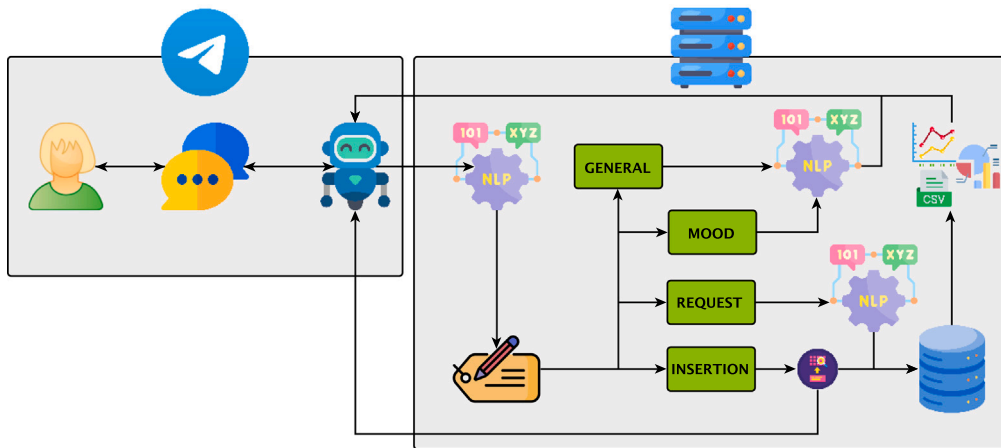 101 XYZ
NLP
GENERAL
101 XYZ
NLP
MOOD
CSV
REQUEST
101 XYZ
NLP
INSERTION